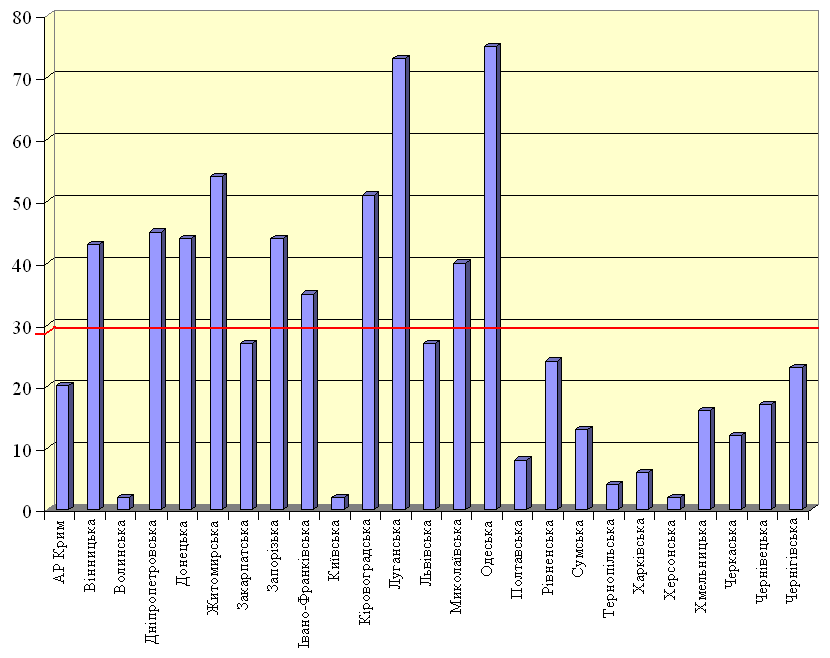 80
70
60
50
40
30
20
10
0
АР Крим
Вінницька
Волинська
Дніпропетровська
Донецька
Житомирська
Закарпатська
Запорізька
Івано-Франківська
Київська
Кіровоградська
Луганська
Львівська
Миколаївська
Одеська
Полтавська
Рівненська
Сумська
Тернопільська
Харківська
Херсонська
Хмельницька
Черкаська
Чернівецька
Чернігівська